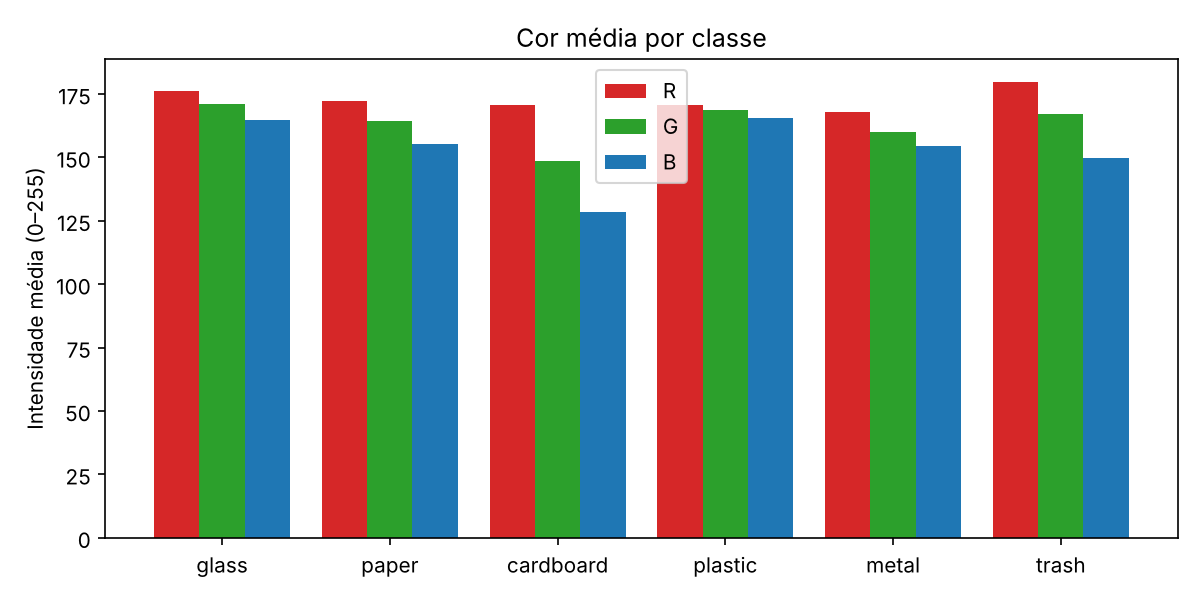 Cor média por classe
Intensidade média (0–255)
175
150
125
100
75
50
25
0
R
G
B
glass paper cardboard plastic metal trash